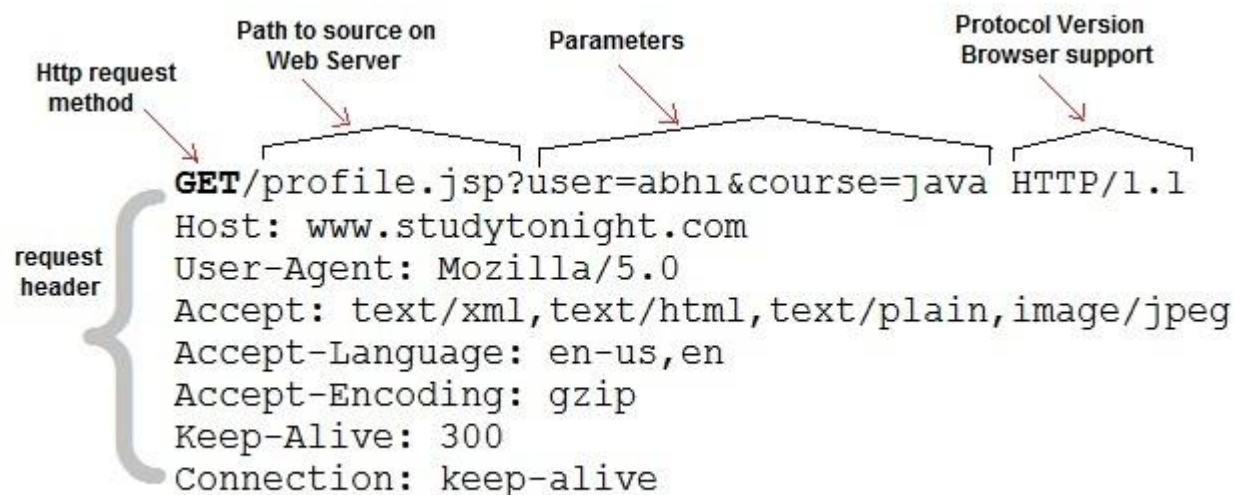 Path to source on
Web Server
Parameters
Protocol Version
Browser support
Http request
method
GET/profile.jsp?user=abhi&course=java HTTP/1.1
Host: www.studytonight.com
User-Agent: Mozilla/5.0
Accept: text/xml,text/html,text/plain,image/jpeg
Accept-Language: en-us,en
Accept-Encoding: gzip
Keep-Alive: 300
Connection: keep-alive
request
header